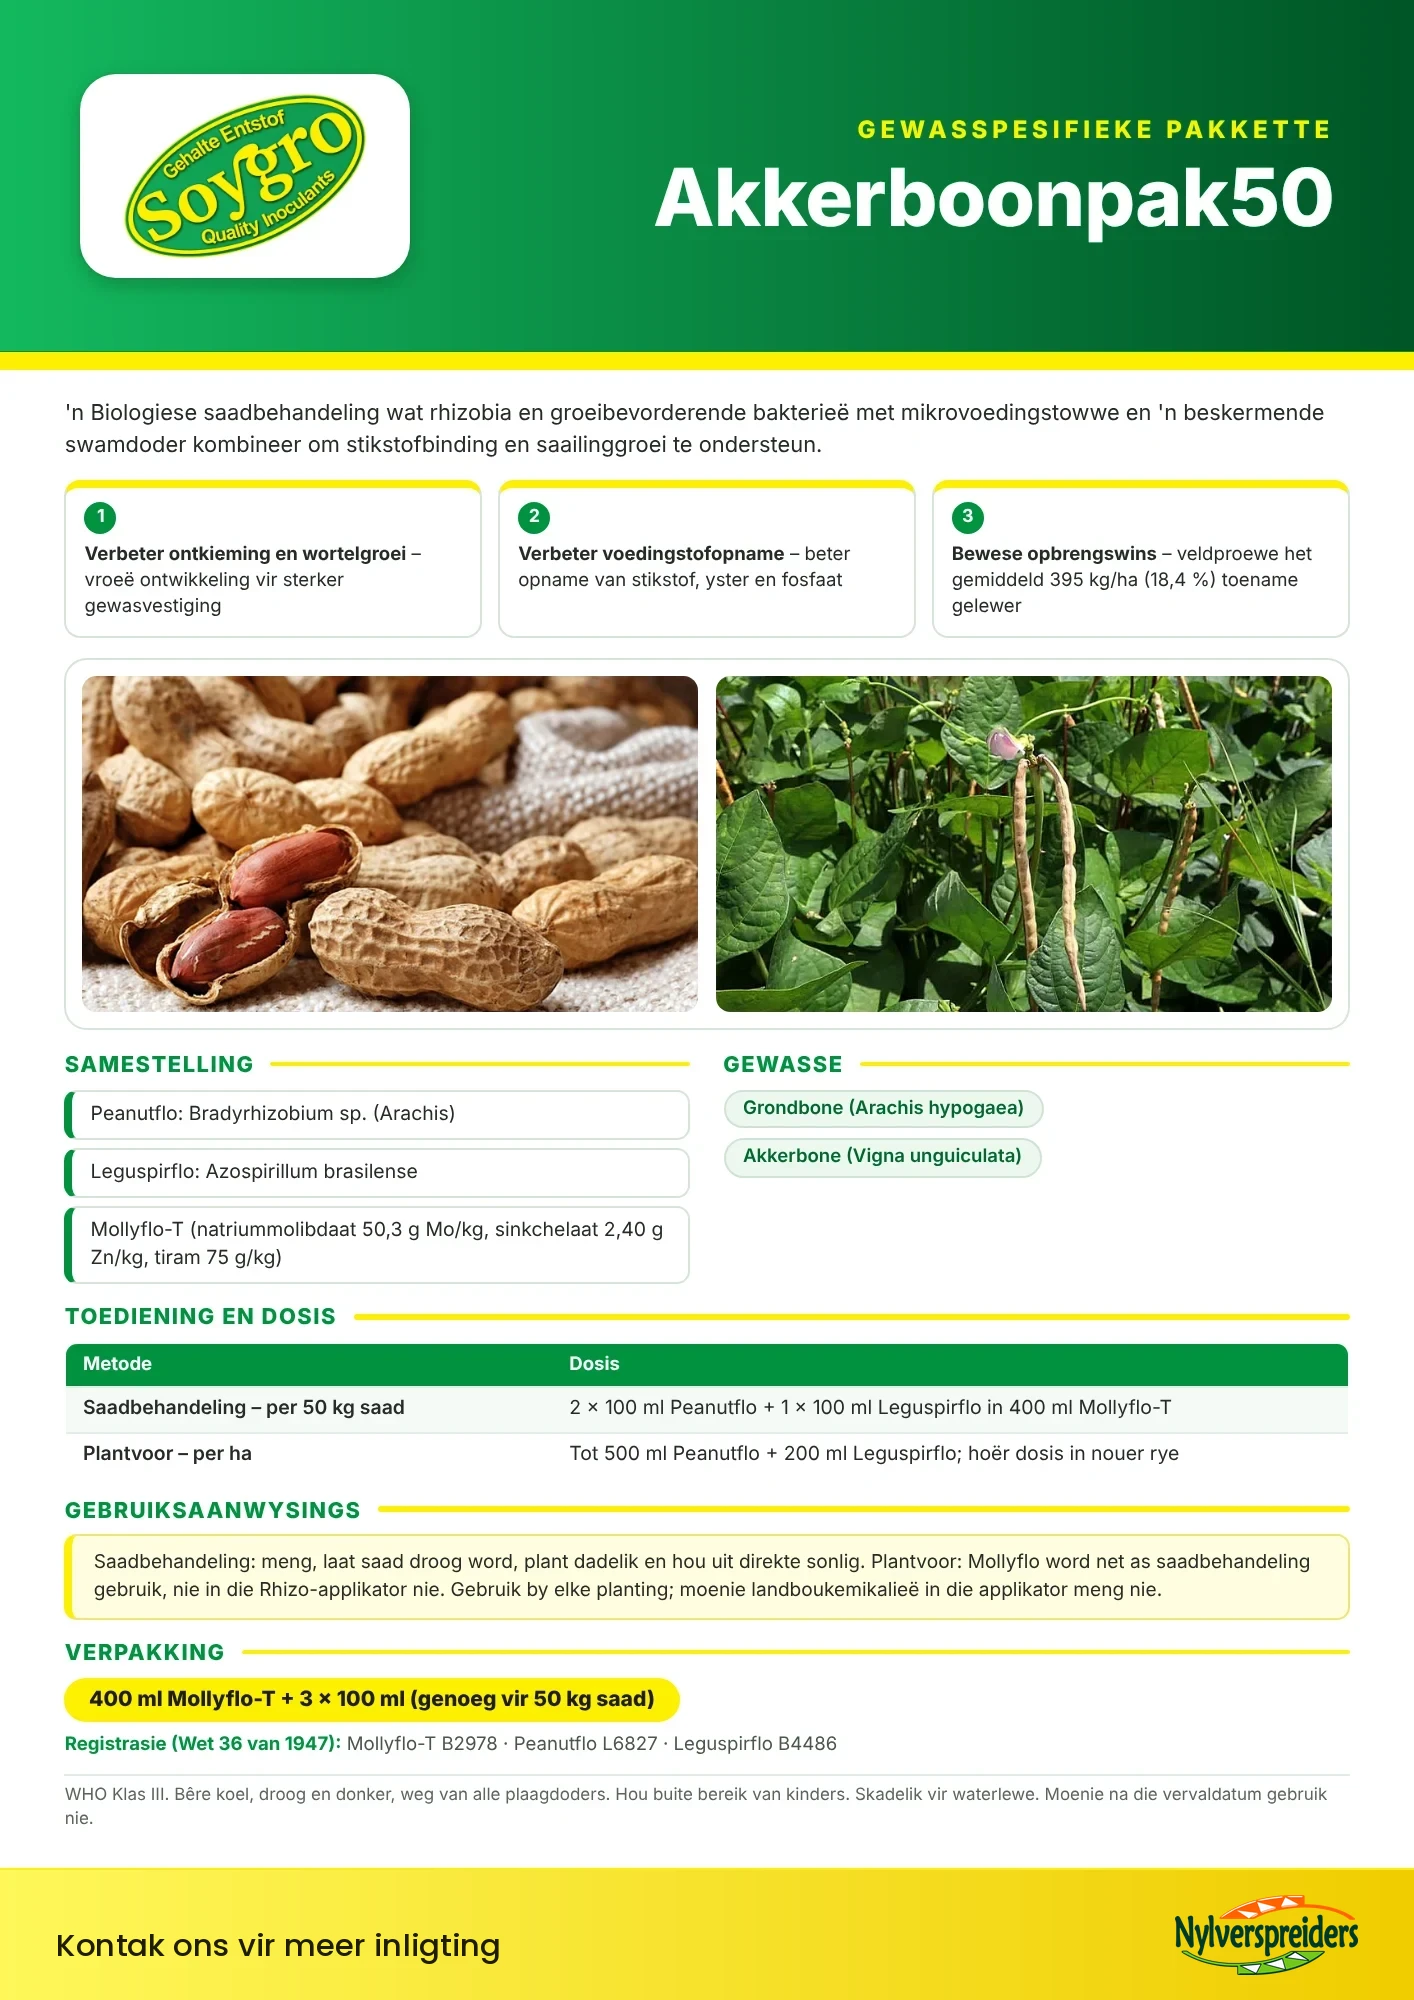 Gehalte Entstof
Soygro
Quality Inoculants
GEWASSPESIFIEKE PAKKETTE
Akkerboonpak50
'n Biologiese saadbehandeling wat rhizobia en groeibevorderende bakterieë met mikrovoedingstowwe en 'n beskermende
swamdoder kombineer om stikstofbinding en saailinggroei te ondersteun.
1
Verbeter ontkieming en wortelgroei –
vroeë ontwikkeling vir sterker
gewasvestiging
2
Verbeter voedingstofopname – beter
opname van stikstof, yster en fosfaat
3
Bewese opbrengswins – veldproewe het
gemiddeld 395 kg/ha (18,4 %) toename
gelewer
SAMESTELLING
Peanutflo: Bradyrhizobium sp. (Arachis)
Leguspirflo: Azospirillum brasilense
Mollyflo-T (natriummolibdaat 50,3 g Mo/kg, sinkchelaat 2,40 g
Zn/kg, tiram 75 g/kg)
GEWASSE
Grondbone (Arachis hypogaea)
Akkerbone (Vigna unguiculata)
TOEDIENING EN DOSIS
Metode Dosis
Saadbehandeling – per 50 kg saad 2 × 100 ml Peanutflo + 1 × 100 ml Leguspirflo in 400 ml Mollyflo-T
Plantvoor – per ha Tot 500 ml Peanutflo + 200 ml Leguspirflo; hoër dosis in nouer rye
GEBRUIKSAANWYSINGS
Saadbehandeling: meng, laat saad droog word, plant dadelik en hou uit direkte sonlig. Plantvoor: Mollyflo word net as saadbehandeling
gebruik, nie in die Rhizo-applikator nie. Gebruik by elke planting; moenie landboukemikalieë in die applikator meng nie.
VERPAKKING
400 ml Mollyflo-T + 3 × 100 ml (genoeg vir 50 kg saad)
Registrasie (Wet 36 van 1947): Mollyflo-T B2978 · Peanutflo L6827 · Leguspirflo B4486
WHO Klas III. Bêre koel, droog en donker, weg van alle plaagdoders. Hou buite bereik van kinders. Skadelik vir waterlewe. Moenie na die vervaldatum gebruik
nie.
Kontak ons vir meer inligting
Nylverspreiders